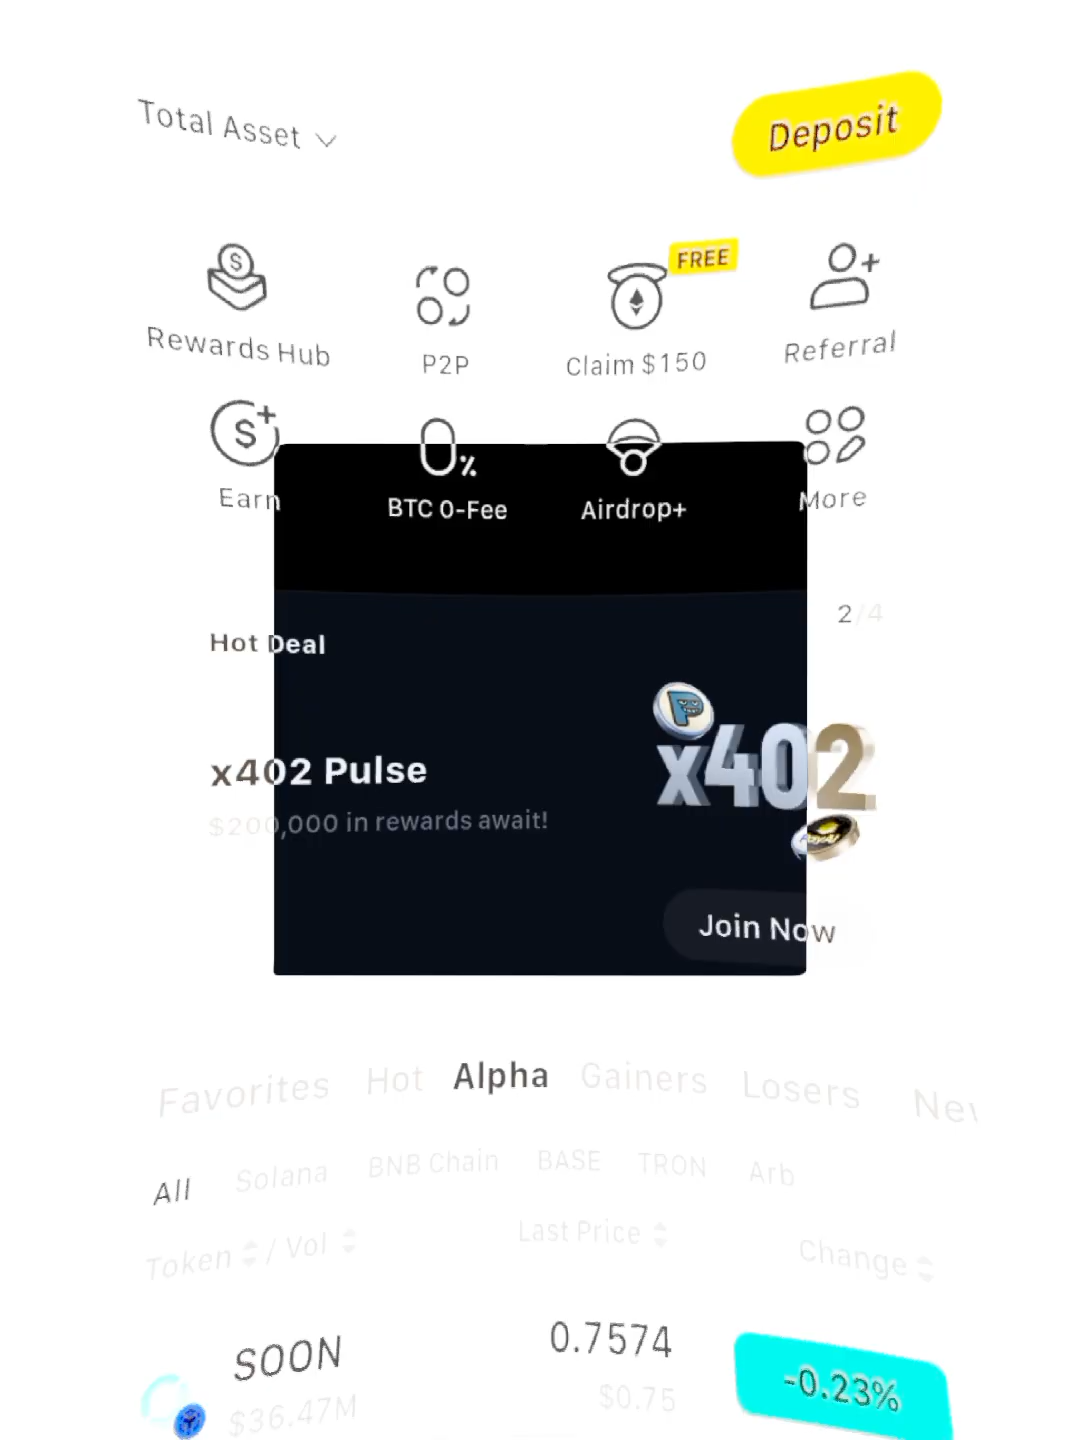 Total Asset
Deposit
FREE
Rewards Hub
P2P
Claim $150
Referral
Earn
BTC 0-Fee
Airdrop+
More
2/4
Hot Deal
x402
x402 Pulse
$200,000 in rewards await!
Join Now
Favorites Hot Alpha Gainers Losers
All Solana BNB Chain BASE TRON Arb
Token / Vol Last Price Change
SOON 0.7574 -0.23%
$36.47M $0.75